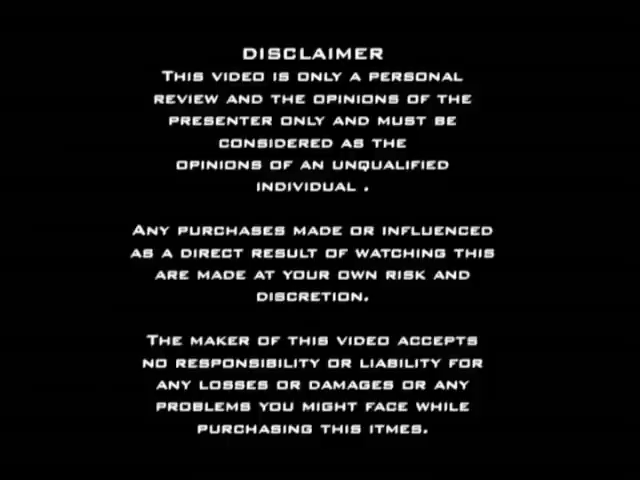 DISCLAIMER
THIS VIDEO IS ONLY A PERSONAL
REVIEW AND THE OPINIONS OF THE
PRESENTER ONLY AND MUST BE
CONSIDERED AS THE
OPINIONS OF AN UNQUALIFIED
INDIVIDUAL .
ANY PURCHASES MADE OR INFLUENCED
AS A DIRECT RESULT OF WATCHING THIS
ARE MADE AT YOUR OWN RISK AND
DISCRETION.
THE MAKER OF THIS VIDEO ACCEPTS
NO RESPONSIBILITY OR LIABILITY FOR
ANY LOSSES OR DAMAGES OR ANY
PROBLEMS YOU MIGHT FACE WHILE
PURCHASING THIS ITMES.